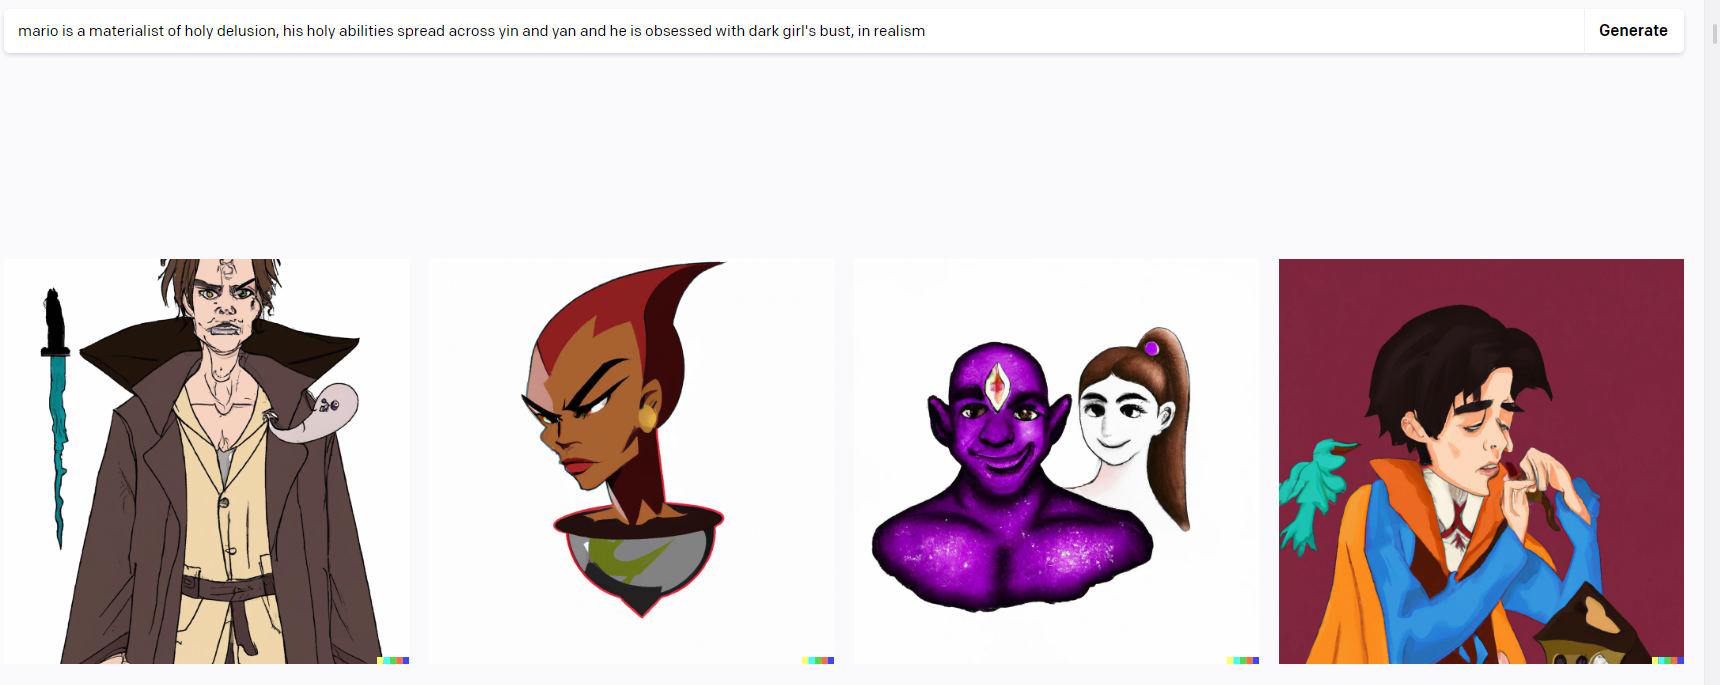 mario is a materialist of holy delusion, his holy abilities spread across yin and yan and he is obsessed with dark girl's bust, in realism
Generate